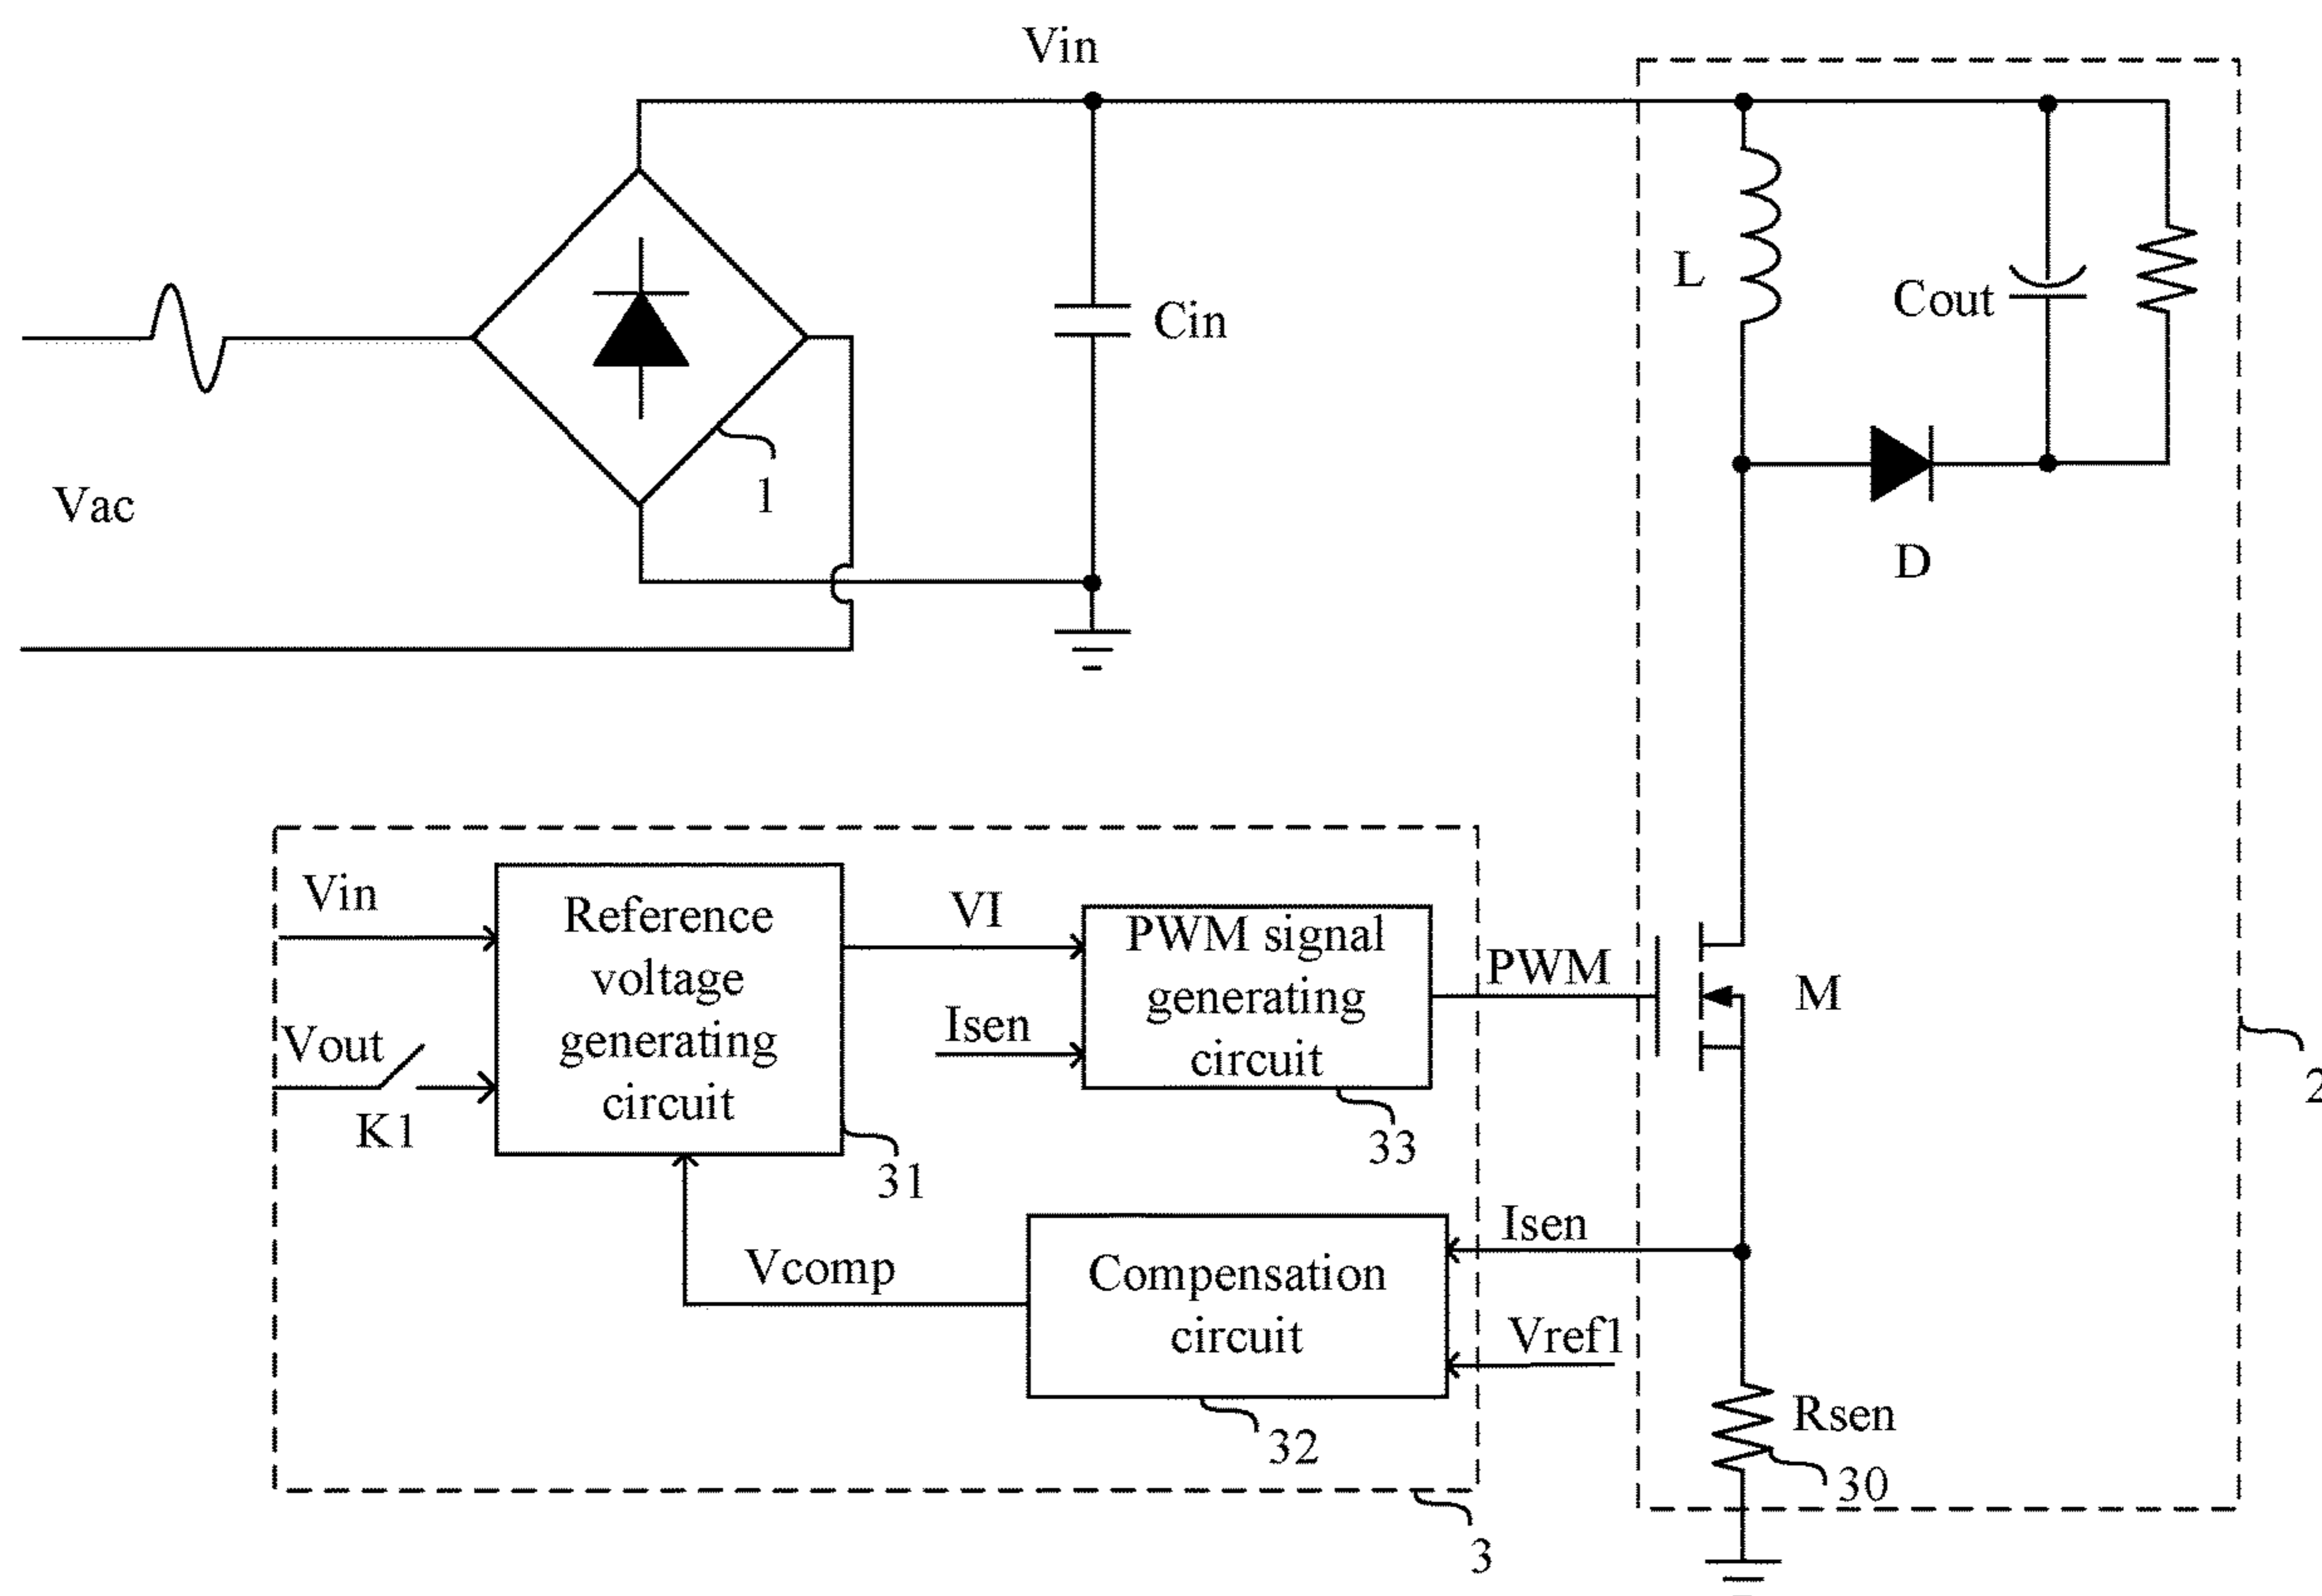 Vin
L
Cout
Cin
1
Vac
D
Vin
Reference
voltage
generating
circuit
VI
PWM signal
generating
circuit
Isen
PWM
M
Vout
K1
31
33
2
Isen
Vcomp
Compensation
circuit
Vref1
32
Rsen
30
3